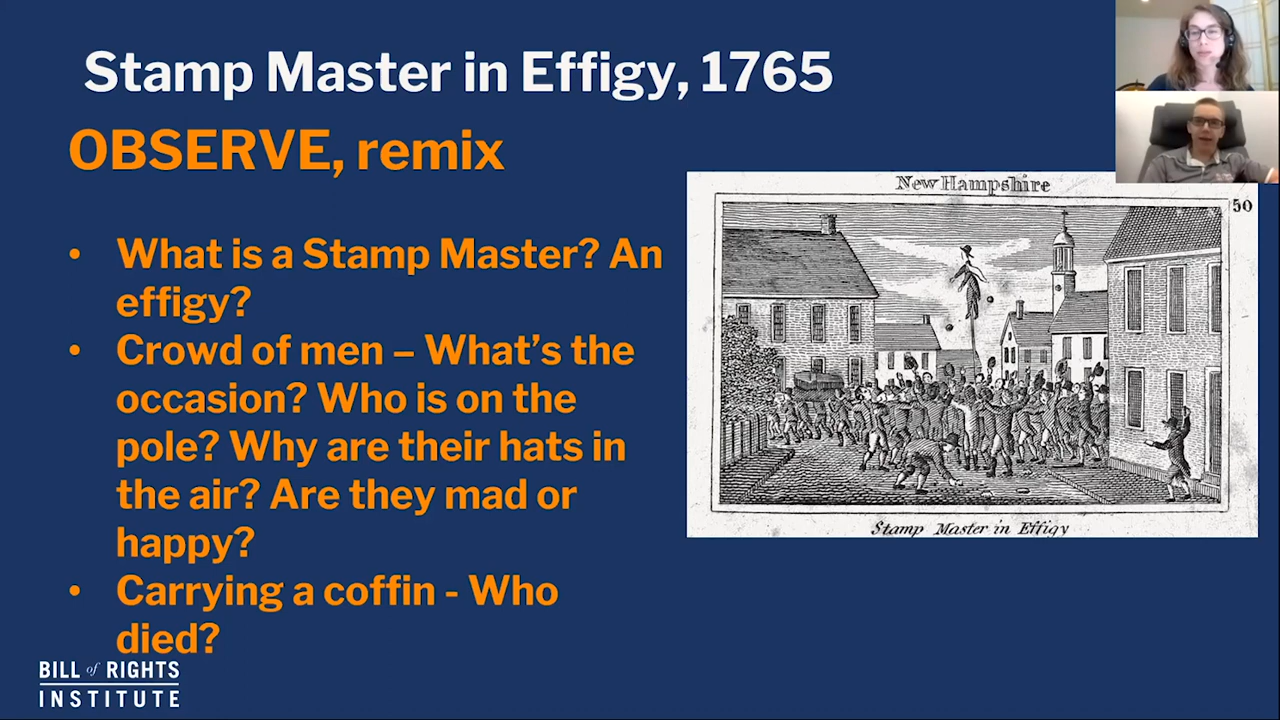 Stamp Master in Effigy, 1765
OBSERVE, remix
• What is a Stamp Master? An
effigy?
• Crowd of men – What's the
occasion? Who is on the
pole? Why are their hats in
the air? Are they mad or
happy?
• Carrying a coffin - Who
died?
New Hampshire
50
Stamp Master in Effigy
BILL of RIGHTS
INSTITUTE